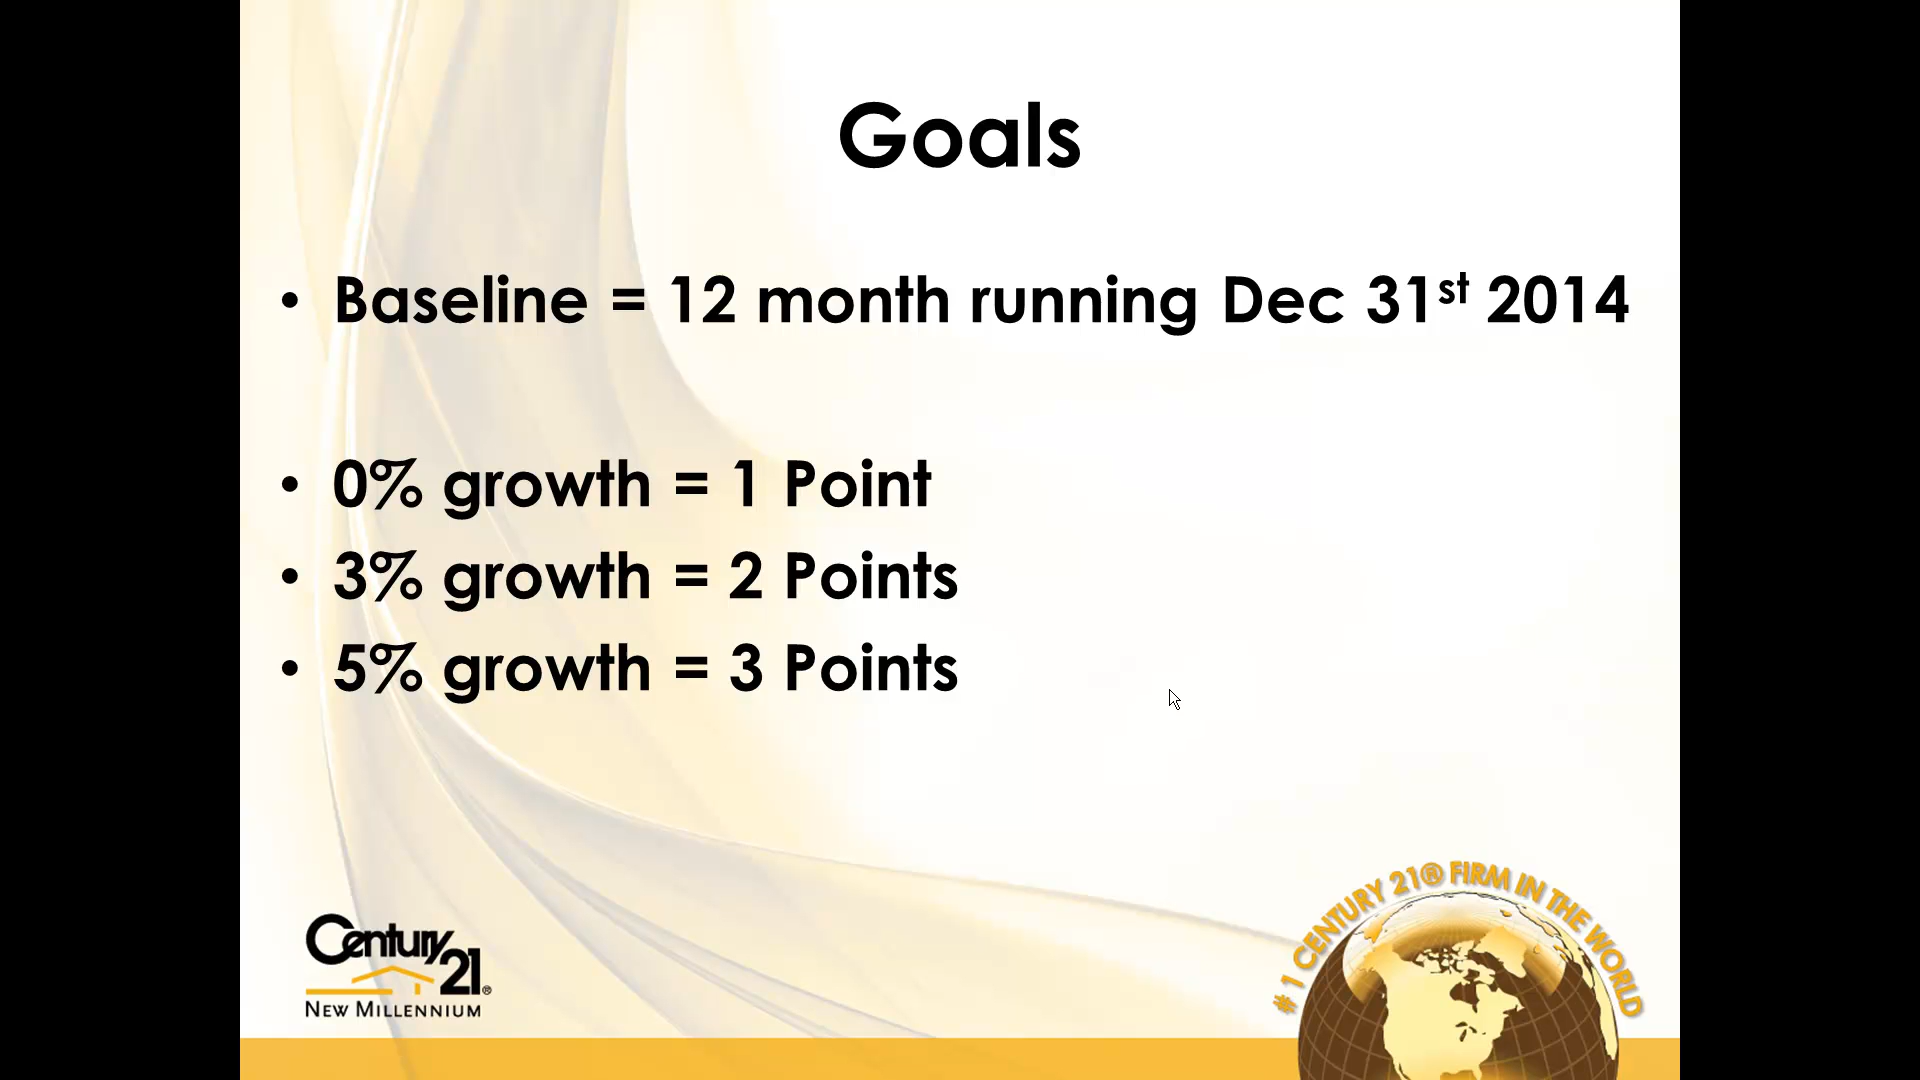 Goals
• Baseline = 12 month running Dec 31st 2014
• 0% growth = 1 Point
• 3% growth = 2 Points
• 5% growth = 3 Points
# 1 CENTURY 21® FIRM IN THE WORLD
Century 21®
NEW MILLENNIUM